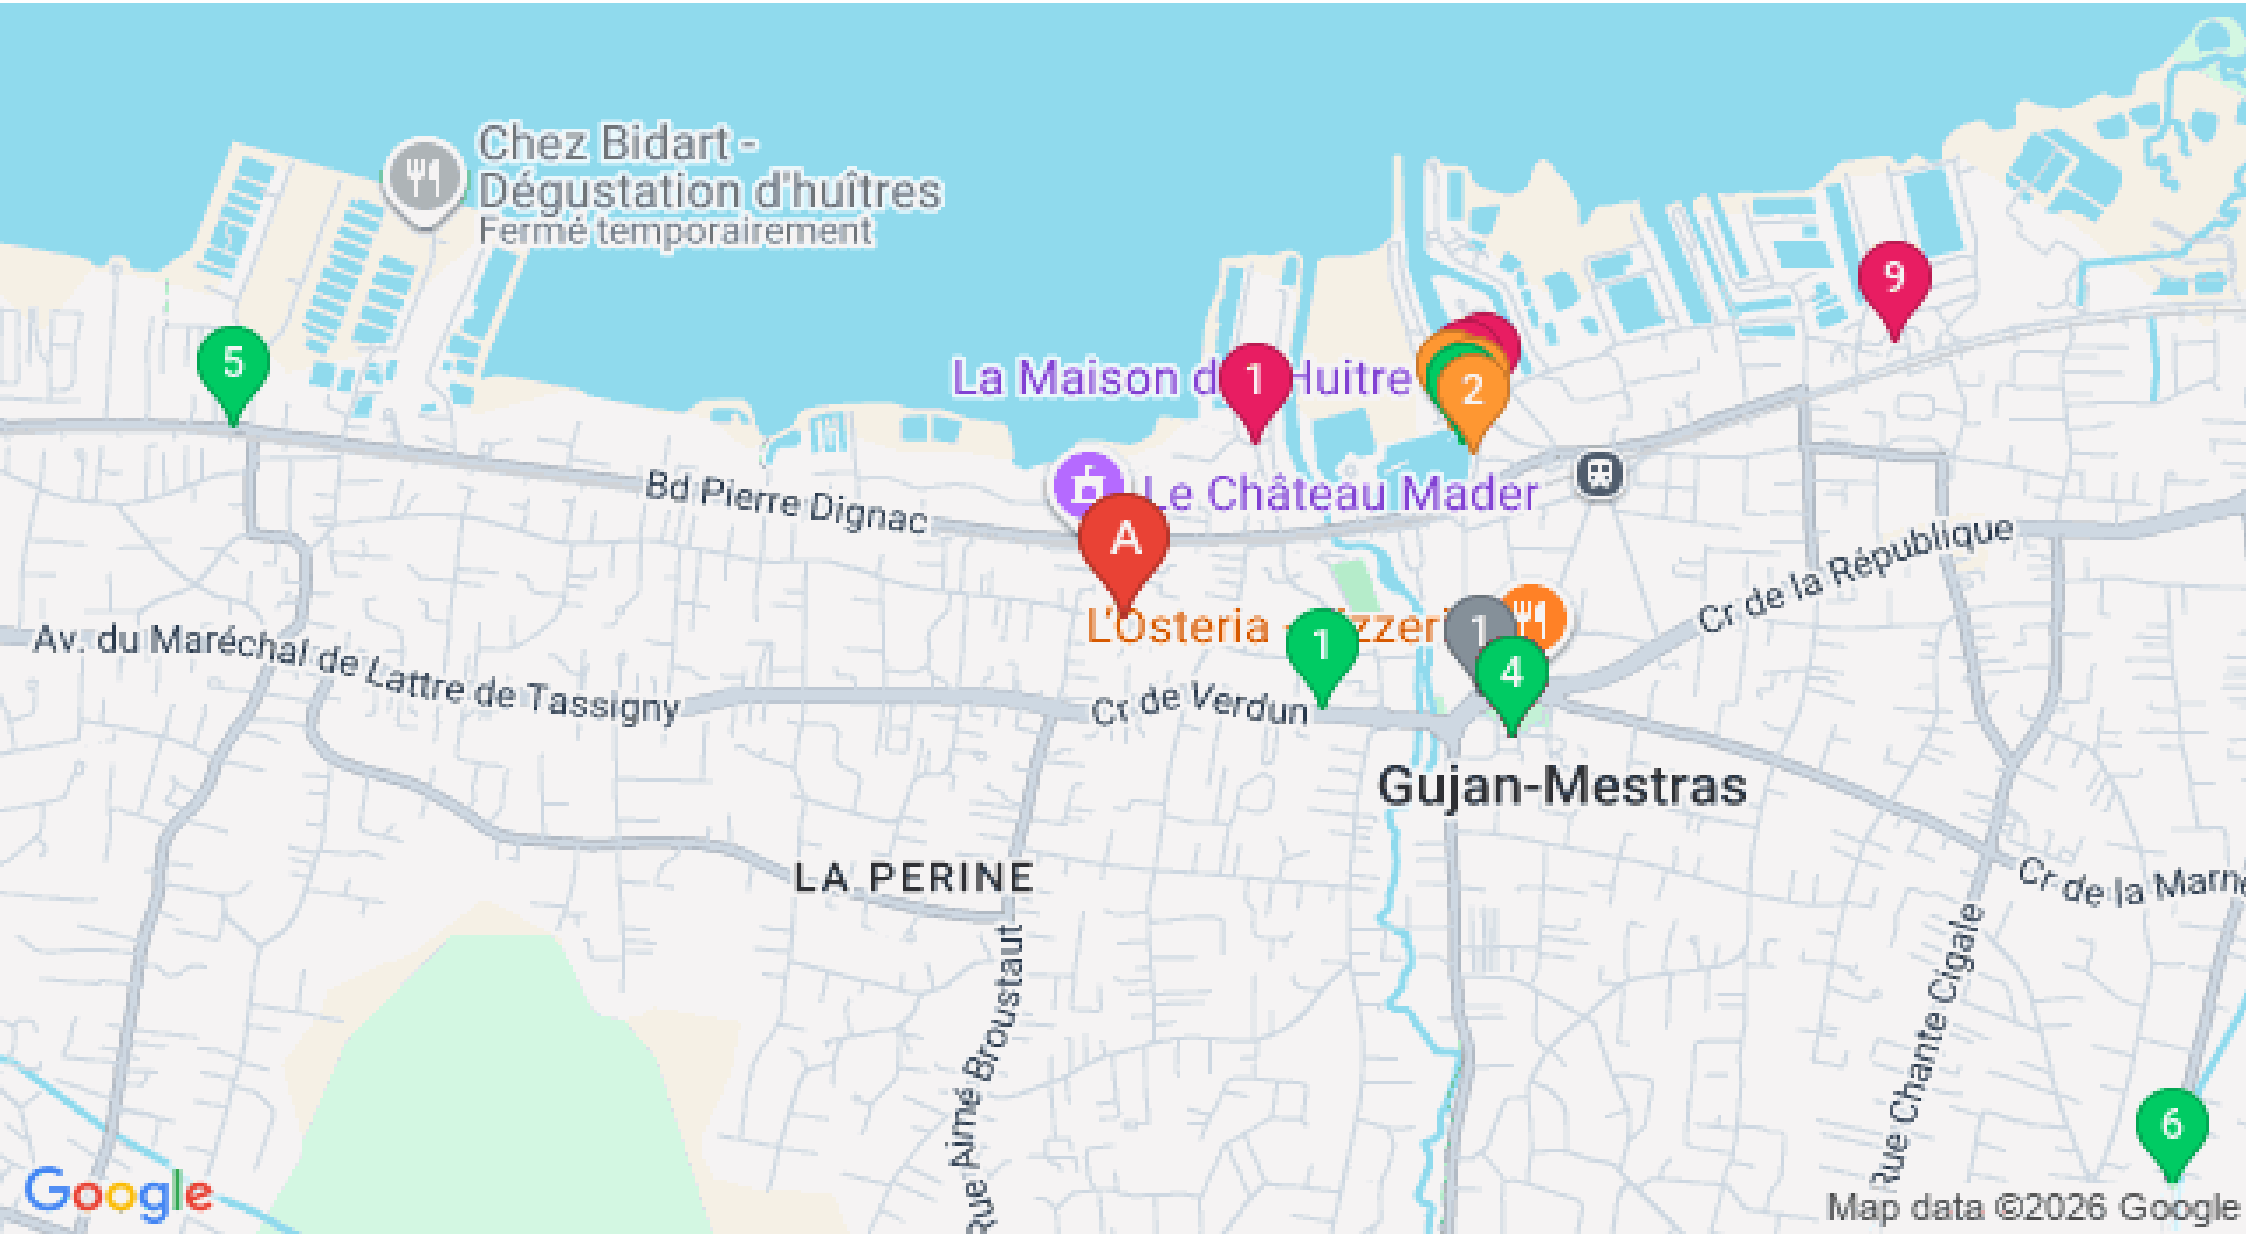 Chez Bidart -
Dégustation d'huîtres
Fermé temporairement
9
5
La Maison d
1
Huitre
2
Bd Pierre Dignac
Le Château Mader
A
Cr de la République
L'Osteria -
zzeri
1
1
4
Av. du Maréchal de Lattre de Tassigny
Cr de Verdun
Gujan-Mestras
LA PERINE
Cr de la Marne
Rue Aimé Broustaut
Rue Chante Cigale
6
Google
Map data ©2026 Google